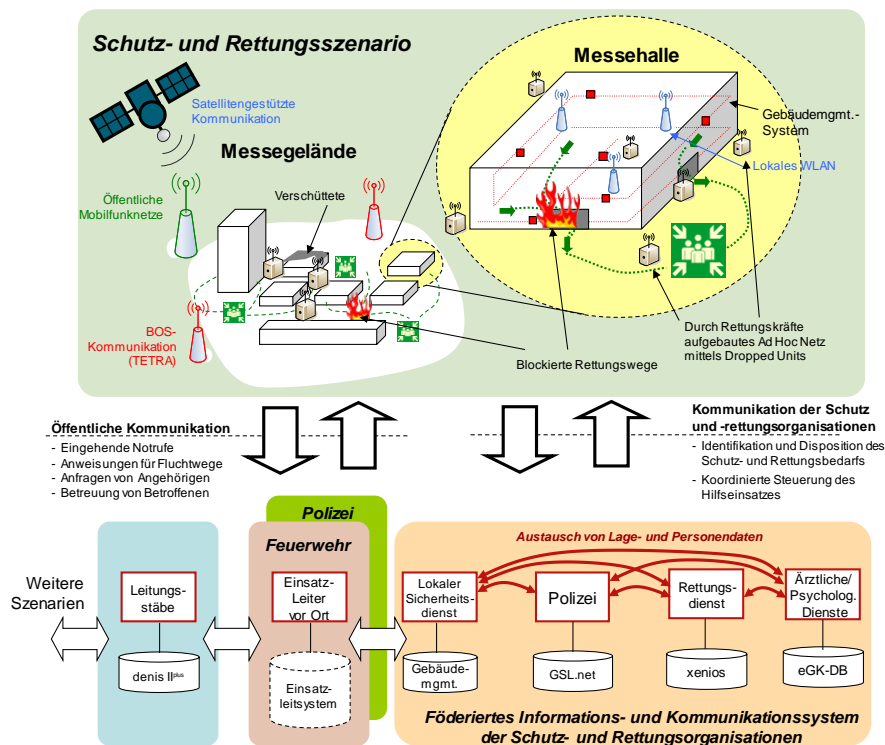 Schutz- und Rettungsszenario
Messehalle
Satellitengestützte
Kommunikation
Gebäudemgmt.-
System
Messegelände
Lokales WLAN
Öffentliche
Mobilfunknetze
Verschüttete
BOS-
Kommunikation
(TETRA)
Durch Rettungskräfte
aufgebautes Ad Hoc Netz
mittels Dropped Units
Blockierte Rettungswege
Öffentliche Kommunikation
- Eingehende Notrufe
- Anweisungen für Fluchtwege
- Anfragen von Angehörigen
- Betreuung von Betroffenen
Kommunikation der Schutz
und -rettungsorganisationen
- Identifikation und Disposition des
Schutz- und Rettungsbedarfs
- Koordinierte Steuerung des
Hilfseinsatzes
Polizei
Feuerwehr
Austausch von Lage- und Personendaten
Weitere
Szenarien
Leitungs-
stäbe
Einsatz-
Leiter
vor Ort
Lokaler
Sicherheits-
dienst
Polizei
Rettungs-
dienst
Ärztliche/
Psycholog.
Dienste
denis IIplus
Einsatz-
leitsystem
Gebäude-
mgmt.
GSL.net
xenios
eGK-DB
Föderiertes Informations- und Kommunikationssystem
der Schutz- und Rettungsorganisationen